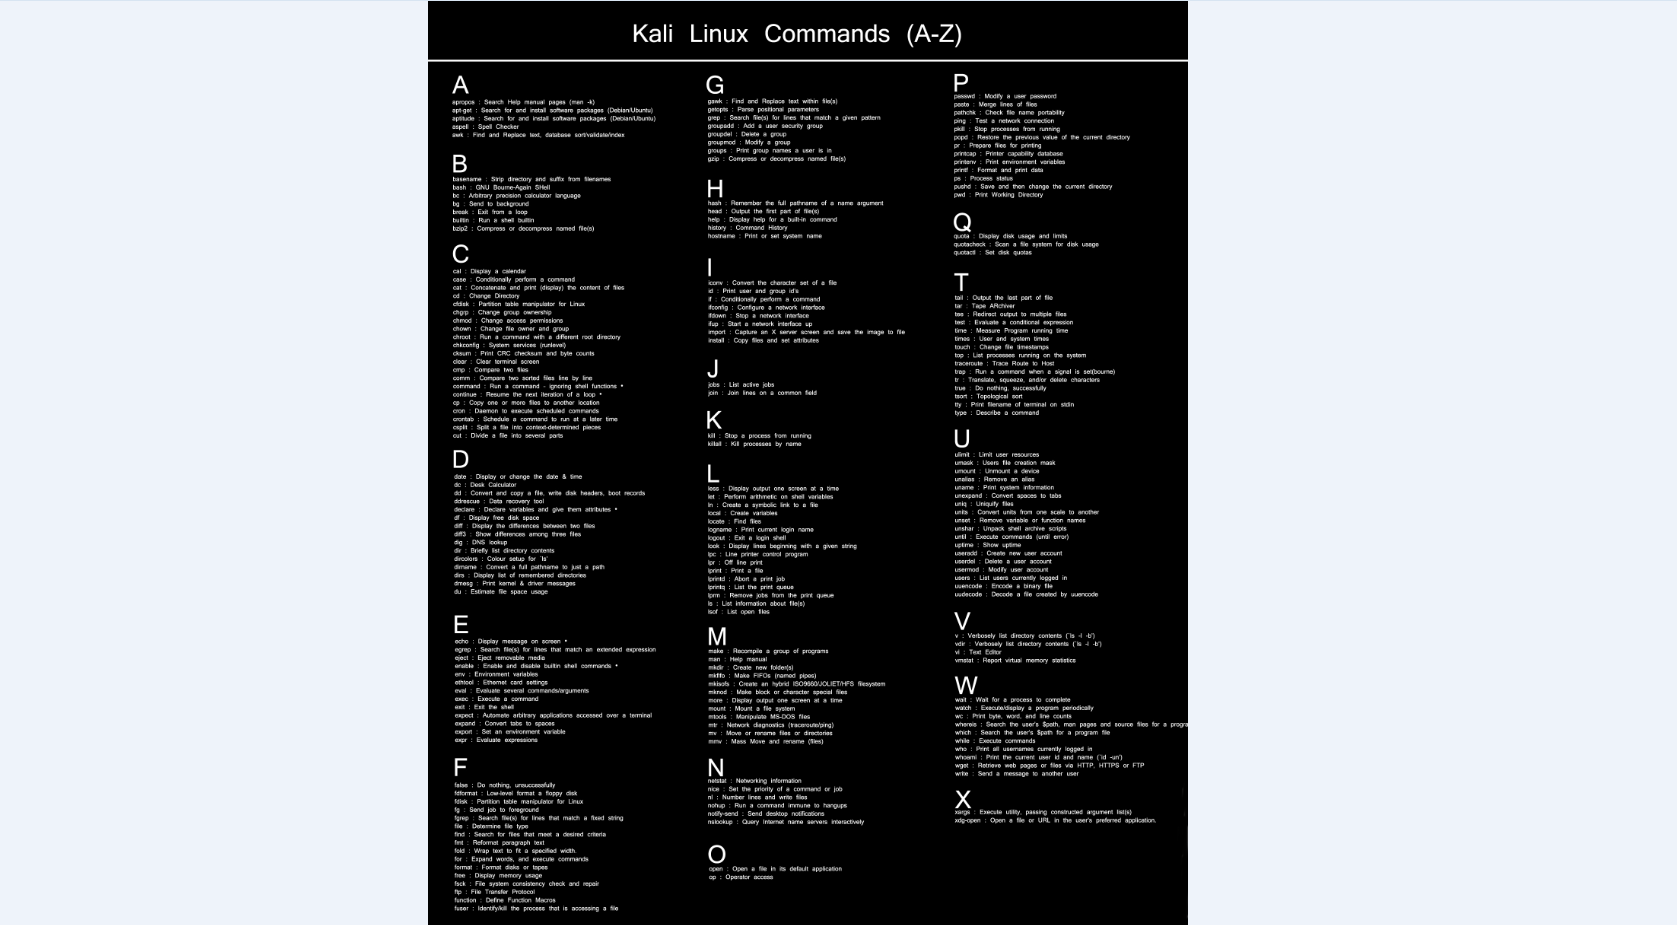 Kali Linux Commands (A-Z)
A
apropos : Search Help manual pages (man -k)
apt-get : Search for and install software packages (Debian/Ubuntu)
aptitude : Search for and install software packages (Debian/Ubuntu)
aspell : Spell Checker
awk : Find and Replace text, database sort/validate/index
B
basename : Strip directory and suffix from filenames
bash : GNU Bourne-Again SHell
bc : Arbitrary precision calculator language
bg : Send to background
break : Exit from a loop
builtin : Run a shell builtin
bzip2 : Compress or decompress named file(s)
C
cal : Display a calendar
case : Conditionally perform a command
cat : Concatenate and print (display) the content of files
cd : Change Directory
cfdisk : Partition table manipulator for Linux
chgrp : Change group ownership
chmod : Change access permissions
chown : Change file owner and group
chroot : Run a command with a different root directory
chkconfig : System services (runlevel)
cksum : Print CRC checksum and byte counts
clear : Clear terminal screen
cmp : Compare two files
comm : Compare two sorted files line by line
command : Run a command - ignoring shell functions •
continue : Resume the next iteration of a loop •
cp : Copy one or more files to another location
cron : Daemon to execute scheduled commands
crontab : Schedule a command to run at a later time
csplit : Split a file into context-determined pieces
cut : Divide a file into several parts
D
date : Display or change the date & time
dc : Desk Calculator
dd : Convert and copy a file, write disk headers, boot records
ddrescue : Data recovery tool
declare : Declare variables and give them attributes •
df : Display free disk space
diff : Display the differences between two files
diff3 : Show differences among three files
dig : DNS lookup
dir : Briefly list directory contents
dircolors : Colour setup for `ls'
dirname : Convert a full pathname to just a path
dirs : Display list of remembered directories
dmesg : Print kernel & driver messages
du : Estimate file space usage
E
echo : Display message on screen •
egrep : Search file(s) for lines that match an extended expression
eject : Eject removable media
enable : Enable and disable builtin shell commands •
env : Environment variables
ethtool : Ethernet card settings
eval : Evaluate several commands/arguments
exec : Execute a command
exit : Exit the shell
expect : Automate arbitrary applications accessed over a terminal
expand : Convert tabs to spaces
export : Set an environment variable
expr : Evaluate expressions
F
false : Do nothing, unsuccessfully
fdformat : Low-level format a floppy disk
fdisk : Partition table manipulator for Linux
fg : Send job to foreground
fgrep : Search file(s) for lines that match a fixed string
file : Determine file type
find : Search for files that meet a desired criteria
fmt : Reformat paragraph text
fold : Wrap text to fit a specified width.
for : Expand words, and execute commands
format : Format disks or tapes
free : Display memory usage
fsck : File system consistency check and repair
ftp : File Transfer Protocol
function : Define Function Macros
fuser : Identify/kill the process that is accessing a file
G
gawk : Find and Replace text within file(s)
getopts : Parse positional parameters
grep : Search file(s) for lines that match a given pattern
groupadd : Add a user security group
groupdel : Delete a group
groupmod : Modify a group
groups : Print group names a user is in
gzip : Compress or decompress named file(s)
H
hash : Remember the full pathname of a name argument
head : Output the first part of file(s)
help : Display help for a built-in command
history : Command History
hostname : Print or set system name
I
iconv : Convert the character set of a file
id : Print user and group id's
if : Conditionally perform a command
ifconfig : Configure a network interface
ifdown : Stop a network interface
ifup : Start a network interface up
import : Capture an X server screen and save the image to file
install : Copy files and set attributes
J
jobs : List active jobs
join : Join lines on a common field
K
kill : Stop a process from running
killall : Kill processes by name
L
less : Display output one screen at a time
let : Perform arithmetic on shell variables
ln : Create a symbolic link to a file
local : Create variables
locate : Find files
logname : Print current login name
logout : Exit a login shell
look : Display lines beginning with a given string
lpc : Line printer control program
lpr : Off line print
lprint : Print a file
lprintd : Abort a print job
lprintq : List the print queue
lprm : Remove jobs from the print queue
ls : List information about file(s)
lsof : List open files
M
make : Recompile a group of programs
man : Help manual
mkdir : Create new folder(s)
mkfifo : Make FIFOs (named pipes)
mkisofs : Create an hybrid ISO9660/JOLIET/HFS filesystem
mknod : Make block or character special files
more : Display output one screen at a time
mount : Mount a file system
mtools : Manipulate MS-DOS files
mtr : Network diagnostics (traceroute/ping)
mv : Move or rename files or directories
mmv : Mass Move and rename (files)
N
netstat : Networking information
nice : Set the priority of a command or job
nl : Number lines and write files
nohup : Run a command immune to hangups
notify-send : Send desktop notifications
nslookup : Query Internet name servers interactively
O
open : Open a file in its default application
op : Operator access
P
passwd : Modify a user password
paste : Merge lines of files
pathchk : Check file name portability
ping : Test a network connection
pkill : Stop processes from running
popd : Restore the previous value of the current directory
pr : Prepare files for printing
printcap : Printer capability database
printenv : Print environment variables
printf : Format and print data
ps : Process status
pushd : Save and then change the current directory
pwd : Print Working Directory
Q
quota : Display disk usage and limits
quotacheck : Scan a file system for disk usage
quotactl : Set disk quotas
T
tail : Output the last part of file
tar : Tape ARchiver
tee : Redirect output to multiple files
test : Evaluate a conditional expression
time : Measure Program running time
times : User and system times
touch : Change file timestamps
top : List processes running on the system
traceroute : Trace Route to Host
trap : Run a command when a signal is set(bourne)
tr : Translate, squeeze, and/or delete characters
true : Do nothing, successfully
tsort : Topological sort
tty : Print filename of terminal on stdin
type : Describe a command
U
ulimit : Limit user resources
umask : Users file creation mask
umount : Unmount a device
unalias : Remove an alias
uname : Print system information
unexpand : Convert spaces to tabs
uniq : Uniquify files
units : Convert units from one scale to another
unset : Remove variable or function names
unshar : Unpack shell archive scripts
until : Execute commands (until error)
uptime : Show uptime
useradd : Create new user account
userdel : Delete a user account
usermod : Modify user account
users : List users currently logged in
uuencode : Encode a binary file
uudecode : Decode a file created by uuencode
V
v : Verbosely list directory contents (`ls -l -b')
vdir : Verbosely list directory contents (`ls -l -b')
vi : Text Editor
vmstat : Report virtual memory statistics
W
wait : Wait for a process to complete
watch : Execute/display a program periodically
wc : Print byte, word, and line counts
whereis : Search the user's $path, man pages and source files for a progra
which : Search the user's $path for a program file
while : Execute commands
who : Print all usernames currently logged in
whoami : Print the current user id and name (`id -un')
wget : Retrieve web pages or files via HTTP, HTTPS or FTP
write : Send a message to another user
X
xargs : Execute utility, passing constructed argument list(s)
xdg-open : Open a file or URL in the user's preferred application.